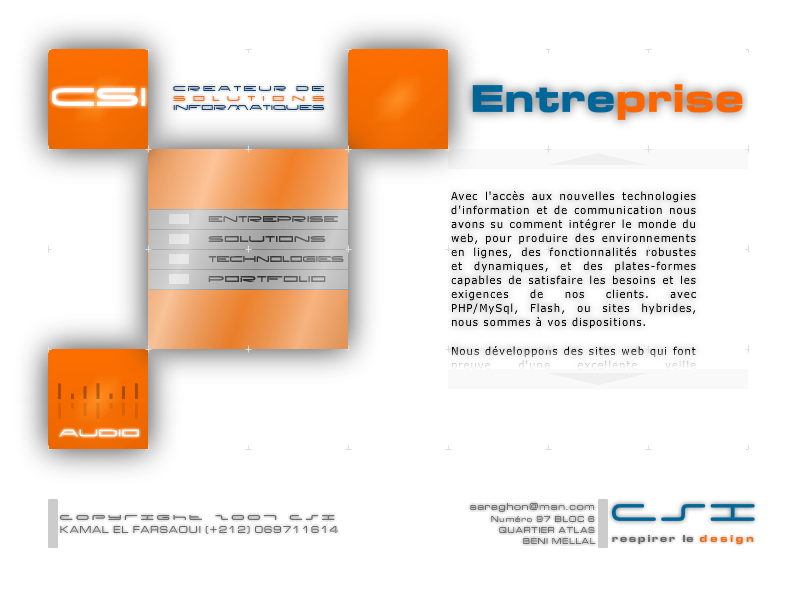 CSI
CREATEUR DE
SOLUTIONS
INFORMATIQUES
Entreprise
ENTREPRISE
SOLUTIONS
TECHNOLOGIES
PORTFOLIO
Avec l'accès aux nouvelles technologies
d'information et de communication nous
avons su comment intégrer le monde du
web, pour produire des environnements
en lignes, des fonctionnalités robustes
et dynamiques, et des plates-formes
capables de satisfaire les besoins et les
exigences de nos clients. avec
PHP/MySql, Flash, ou sites hybrides,
nous sommes à vos dispositions.
Nous développons des sites web qui font
preuve d'une excellente veille
AUDIO
COPYRIGHT 2007 CSI
KAMAL EL FARSAOUI (+212) 069711614
saraghon@msn.com
Numéro 97 BLOC 6
QUARTIER ATLAS
BENI MELLAL
CSI
respirer le design